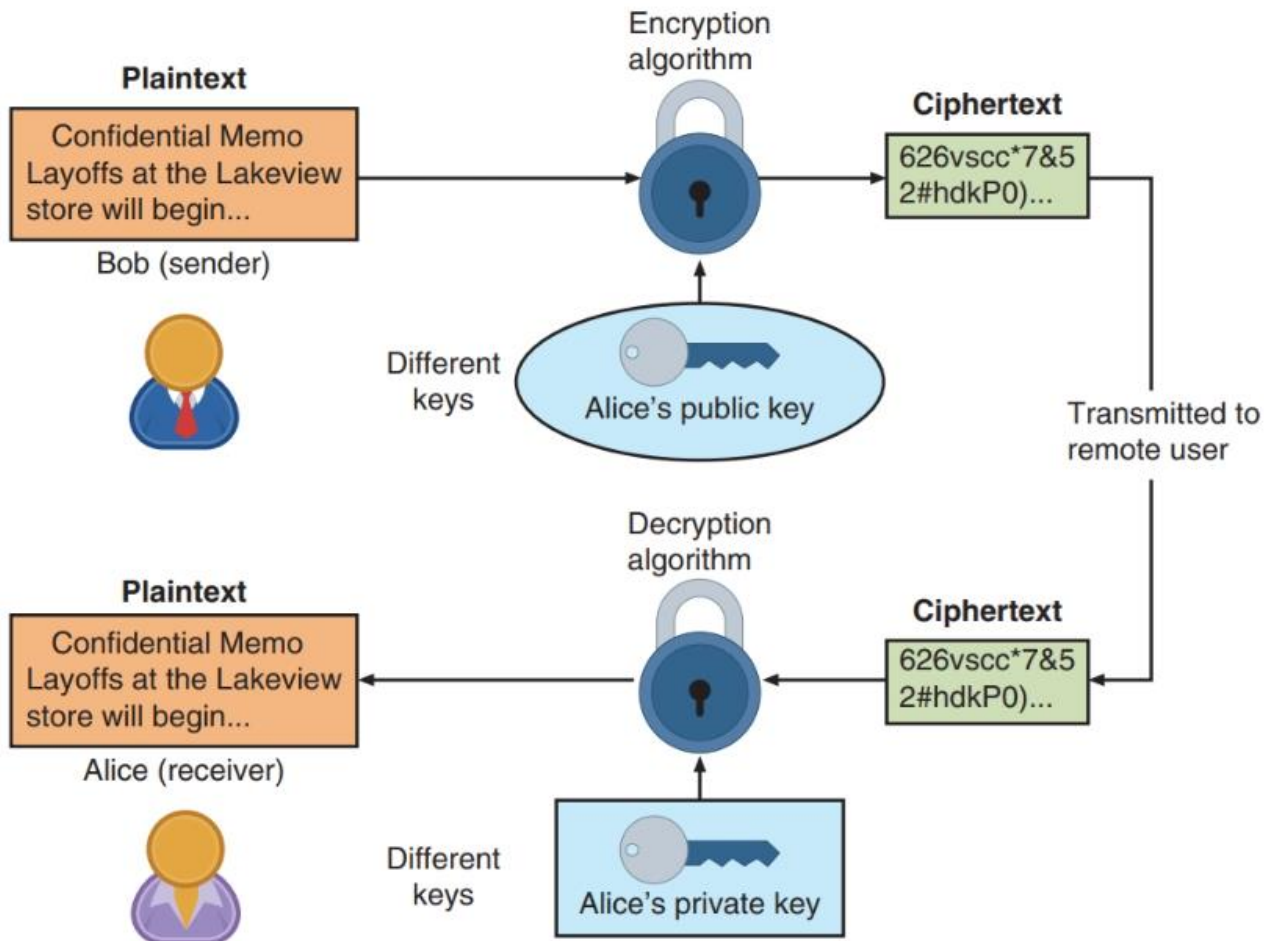 Encryption
algorithm
Plaintext
Confidential Memo
Layoffs at the Lakeview
store will begin...
Ciphertext
626vscc*7&5
2#hdkP0)...
Bob (sender)
Different
keys
Alice's public key
Transmitted to
remote user
Decryption
algorithm
Plaintext
Confidential Memo
Layoffs at the Lakeview
store will begin...
Ciphertext
626vscc*7&5
2#hdkP0)...
Alice (receiver)
Different
keys
Alice's private key